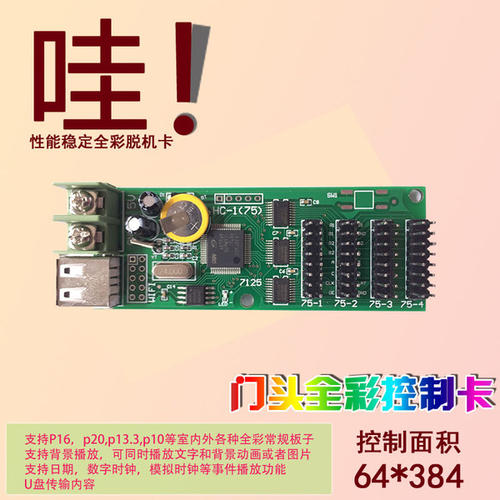 哇!
性能稳定全彩脱机卡
5V
HC-1(75)
SW1
WIFI
7125
75-1
75-2
75-3
75-4
门头全彩控制卡
支持P16，p20,p13.3,p10等室内外各种全彩常规板子
支持背景播放，可同时播放文字和背景动画或者图片
支持日期，数字时钟，模拟时钟等事件播放功能
U盘传输内容
控制面积
64*384